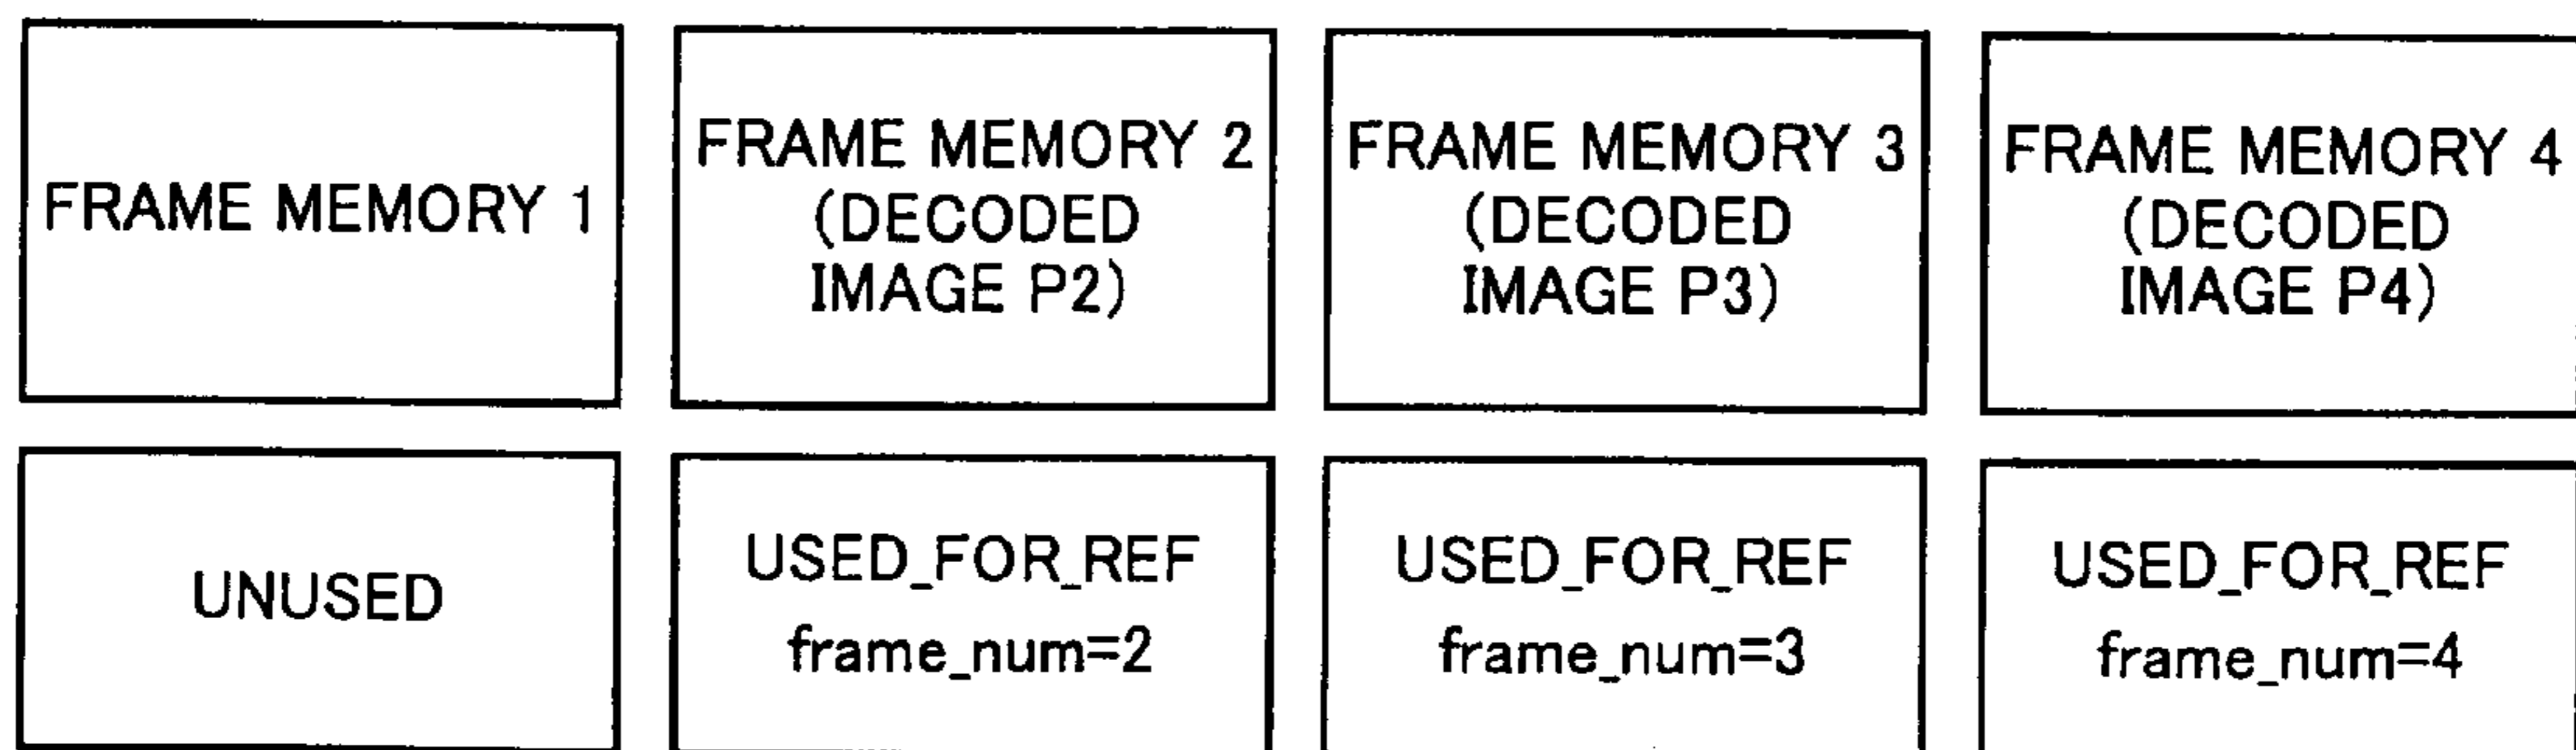 FRAME MEMORY 1
FRAME MEMORY 2
(DECODED
IMAGE P2)
FRAME MEMORY 3
(DECODED
IMAGE P3)
FRAME MEMORY 4
(DECODED
IMAGE P4)
UNUSED
USED_FOR_REF
frame_num=2
USED_FOR_REF
frame_num=3
USED_FOR_REF
frame_num=4